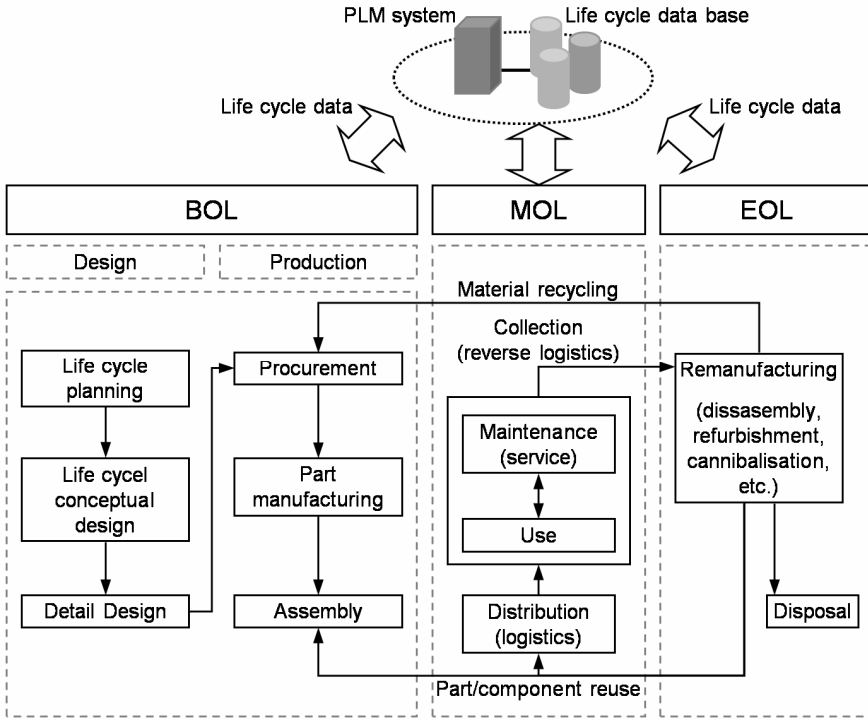 PLM system
Life cycle data base
Life cycle data
Life cycle data
BOL
MOL
EOL
Design
Production
Material recycling
Collection
(reverse logistics)
Life cycle
planning
Procurement
Remanufacturing
(dissasembly,
refurbishment,
cannibalisation,
etc.)
Maintenance
(service)
Life cycel
conceptual
design
Part
manufacturing
Use
Detail Design
Assembly
Distribution
(logistics)
Disposal
Part/component reuse